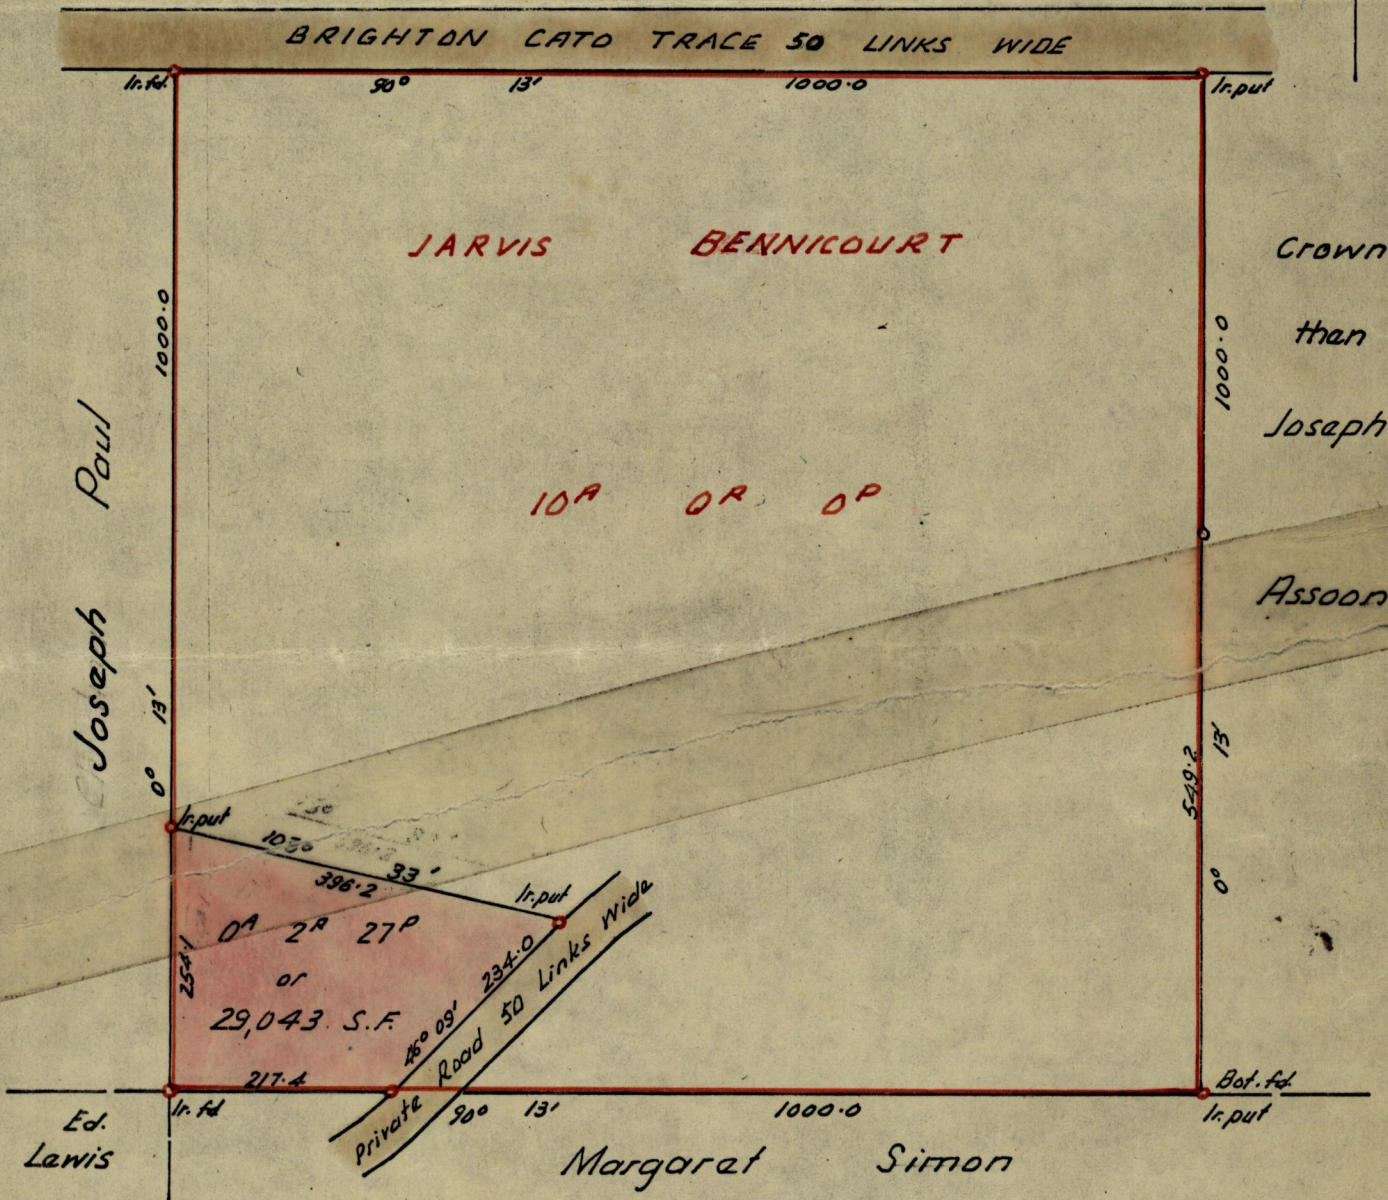 BRIGHTON CATO TRACE 50 LINKS WIDE
Ir.fd.
90° 13' 1000.0
Ir.put
JARVIS BENNICOURT
Crown
than
Joseph
Assoon
1000.0
0° 13'
Joseph Paul
10ᴬ 0ᴿ 0ᴾ
1000.0
0° 13'
549.2
Ir.put
103° 33'
396.2
Ir.put
0ᴬ 2ᴿ 27ᴾ
or
29,043 S.F.
254.1
46° 09' 234.0
Private Road 50 Links Wide
217.4
Ir.fd
90° 13' 1000.0
Bot.fd.
Ir.put
Ed.
Lewis
Margaret Simon